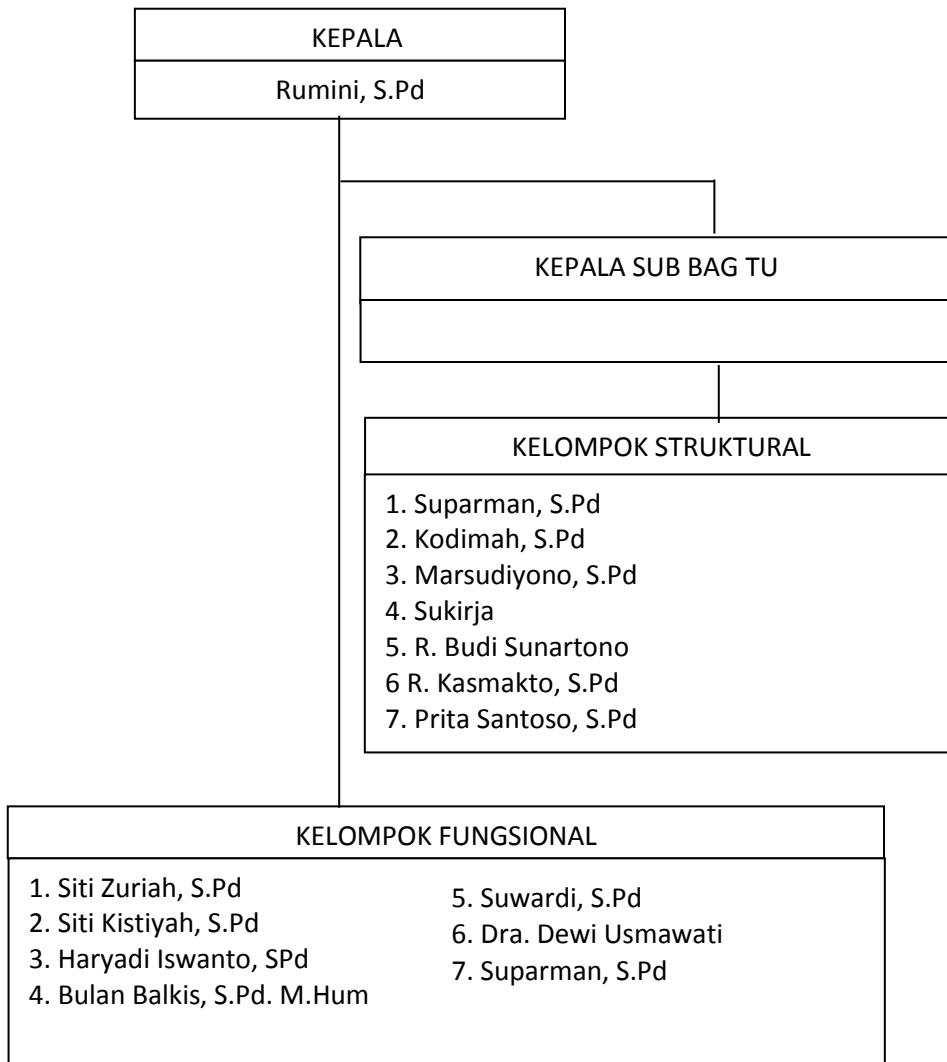 KEPALA
Rumini, S.Pd
KEPALA SUB BAG TU
KELOMPOK STRUKTURAL
1. Suparman, S.Pd
2. Kodimah, S.Pd
3. Marsudiyono, S.Pd
4. Sukirja
5. R. Budi Sunartono
6 R. Kasmakto, S.Pd
7. Prita Santoso, S.Pd
KELOMPOK FUNGSIONAL
1. Siti Zuriah, S.Pd
2. Siti Kistiyah, S.Pd
3. Haryadi Iswanto, SPd
4. Bulan Balkis, S.Pd. M.Hum
5. Suwardi, S.Pd
6. Dra. Dewi Usmawati
7. Suparman, S.Pd